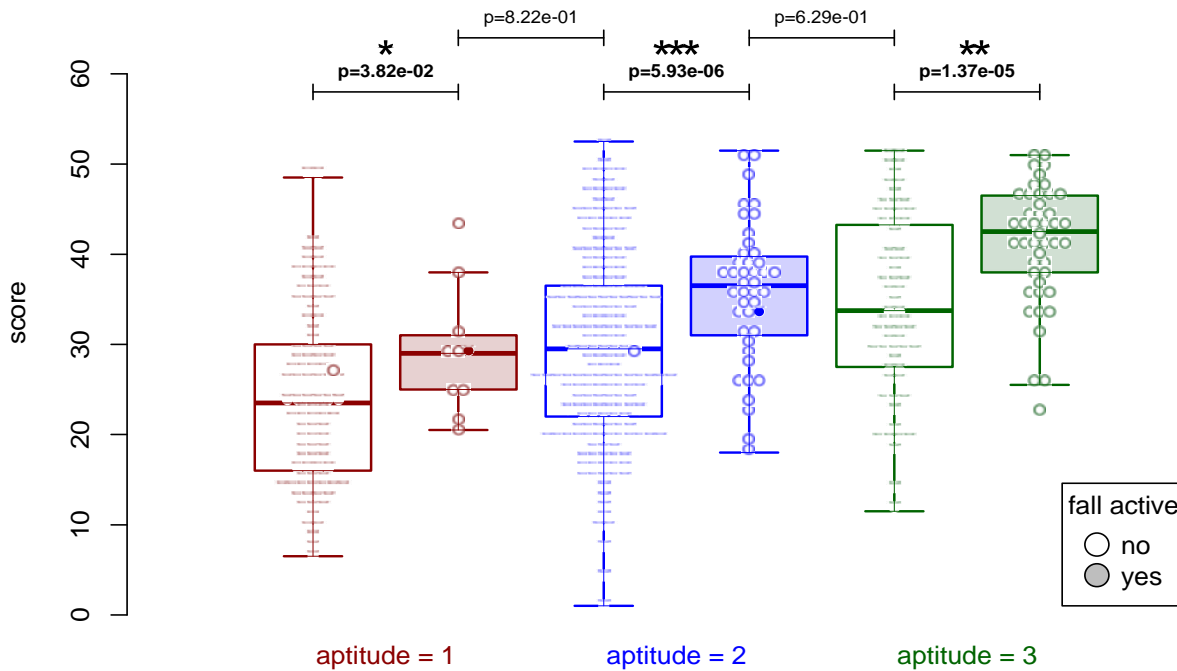 p=8.22e-01
p=6.29e-01
*
***
**
p=3.82e-02
p=5.93e-06
p=1.37e-05
score
60
50
40
30
20
10
0
fall active
no
yes
aptitude = 1
aptitude = 2
aptitude = 3